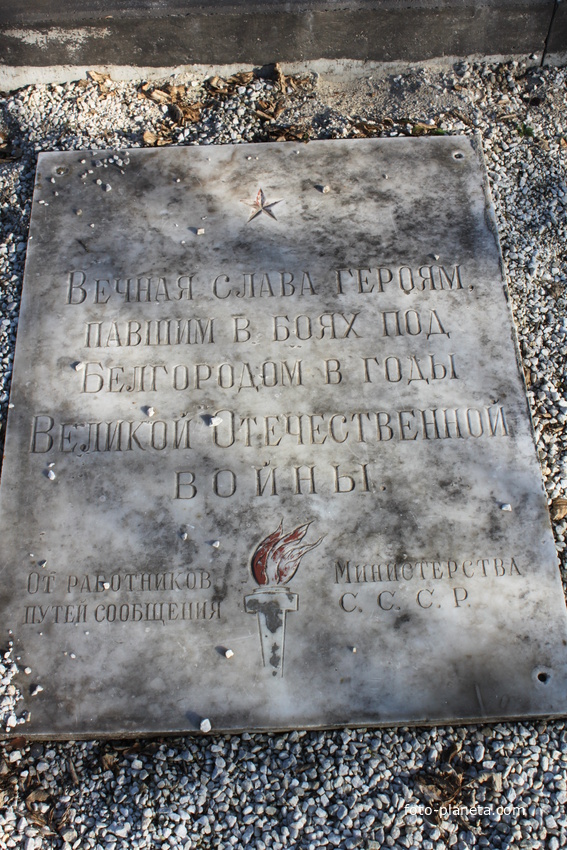 Вечная слава героям,
павшим в боях под
Белгородом в годы
Великой Отечественной
войны.
От работников Министерства
путей сообщения С. С. С. Р.
foto-planeta.com